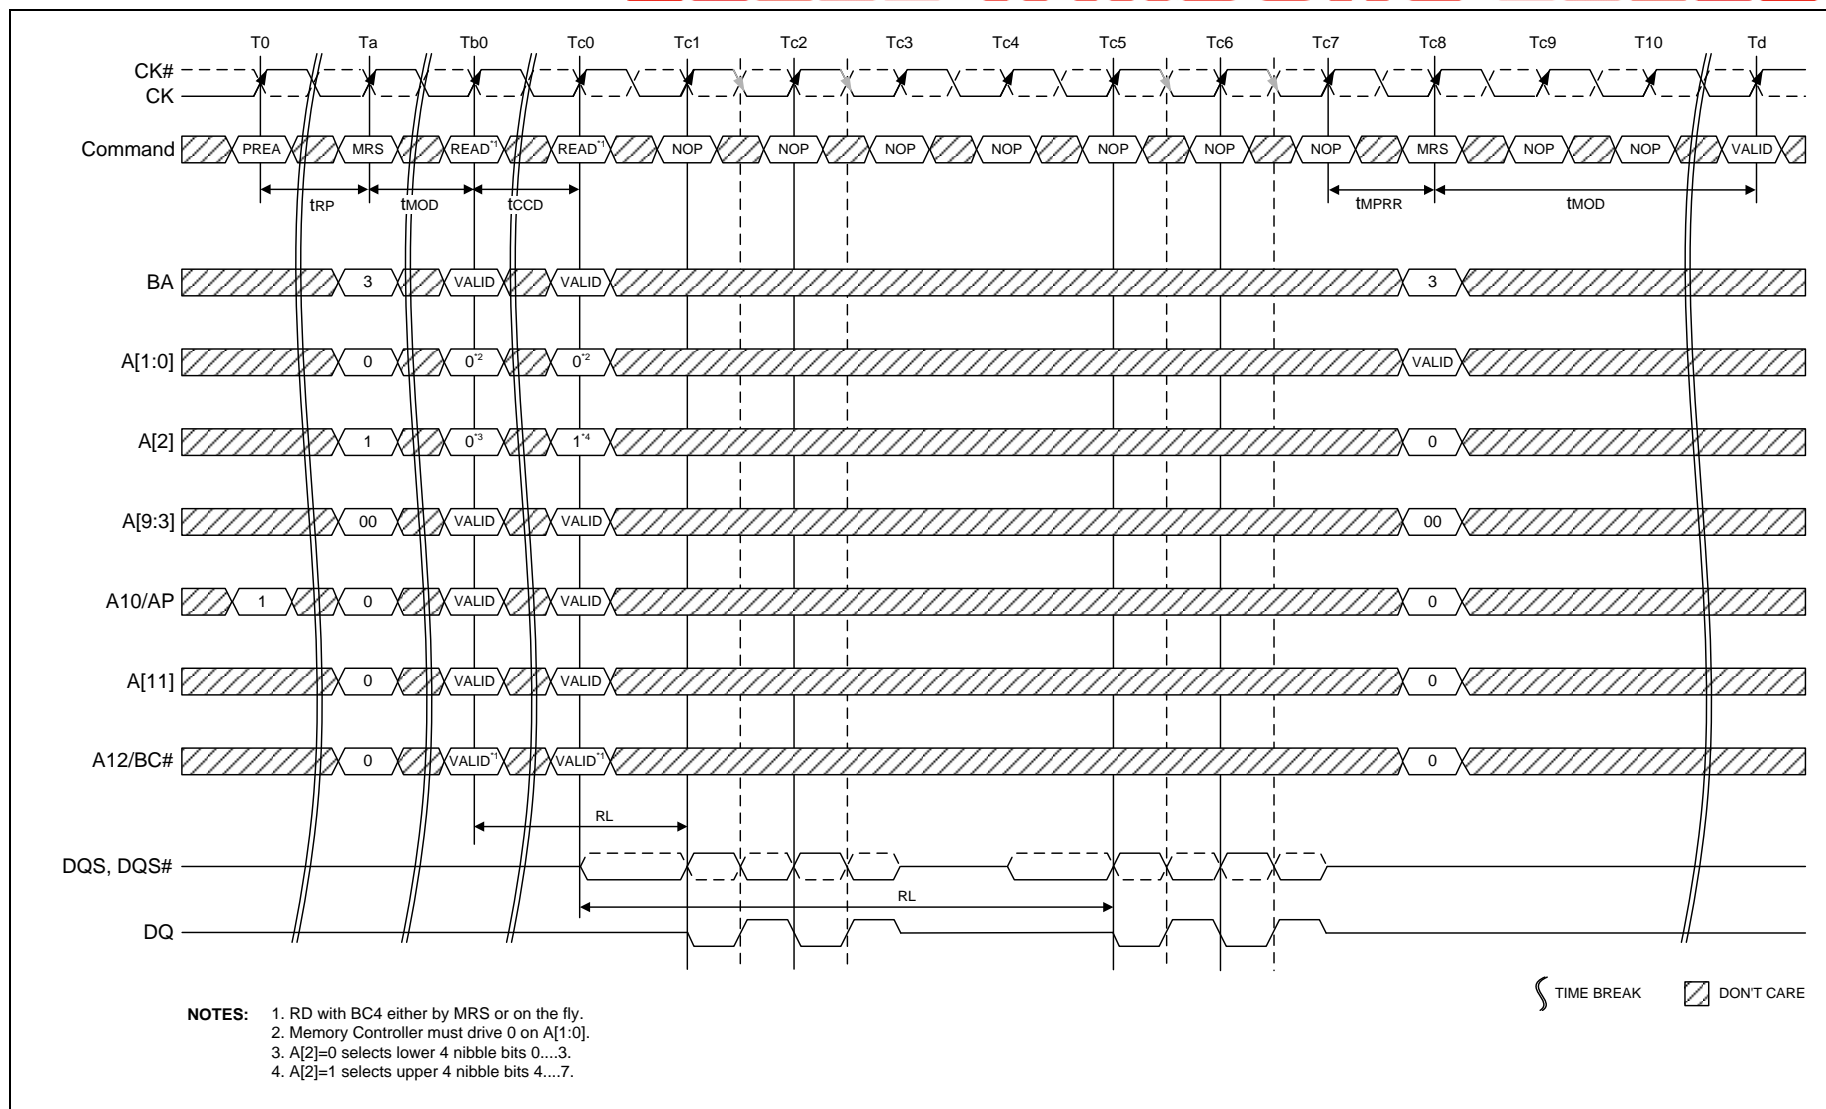 T0 Ta Tb0 Tc0 Tc1 Tc2 Tc3 Tc4 Tc5 Tc6 Tc7 Tc8 Tc9 T10 Td
CK#
CK
Command PREA MRS READ*1 READ*1 NOP NOP NOP NOP NOP NOP NOP MRS NOP NOP VALID
tRP tMOD tCCD tMPRR tMOD
BA 3 VALID VALID 3
A[1:0] 0 0*2 0*2 VALID
A[2] 1 0*3 1*4 0
A[9:3] 00 VALID VALID 00
A10/AP 1 0 VALID VALID 0
A[11] 0 VALID VALID 0
A12/BC# 0 VALID*1 VALID*1 0
RL
DQS, DQS#
RL
DQ
TIME BREAK DON'T CARE
NOTES: 1. RD with BC4 either by MRS or on the fly.
2. Memory Controller must drive 0 on A[1:0].
3. A[2]=0 selects lower 4 nibble bits 0....3.
4. A[2]=1 selects upper 4 nibble bits 4....7.